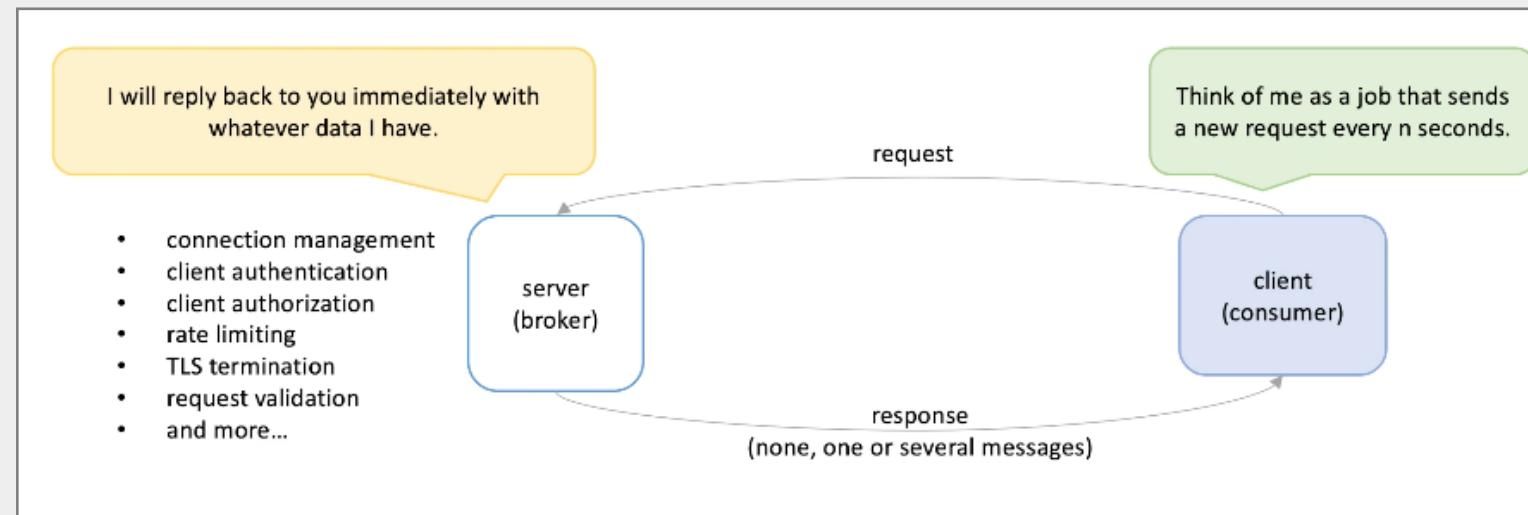 I will reply back to you immediately with
whatever data I have.
Think of me as a job that sends
a new request every n seconds.
request
• connection management
• client authentication
• client authorization
• rate limiting
• TLS termination
• request validation
• and more...
server
(broker)
client
(consumer)
response
(none, one or several messages)